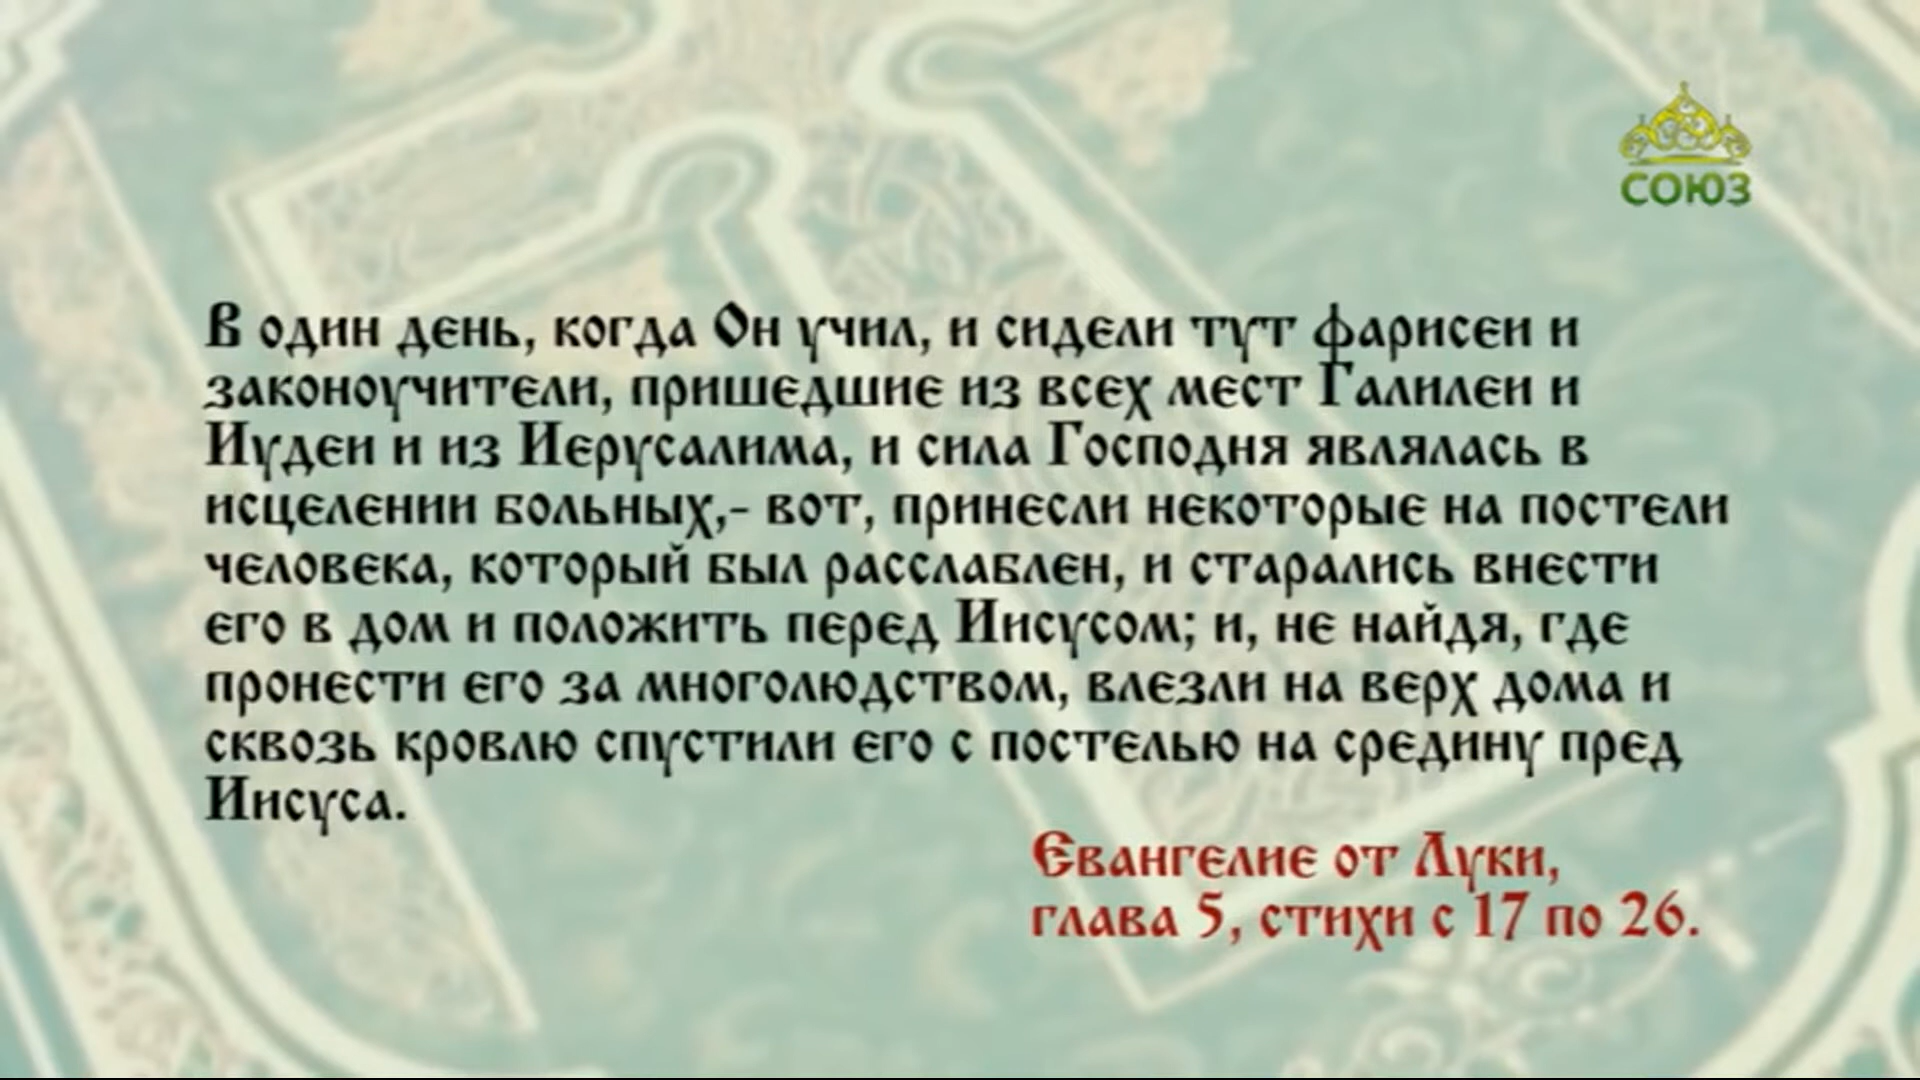 СОЮЗ
В один день, когда Он учил, и сидели тут фарисеи и
законоучители, пришедшие из всех мест Галилеи и
Иудеи и из Иерусалима, и сила Господня являлась в
исцелении больных,- вот, принесли некоторые на постели
человека, который был расслаблен, и старались внести
его в дом и положить перед Иисусом; и, не найдя, где
пронести его за многолюдством, влезли на верх дома и
сквозь кровлю спустили его с постелью на средину пред
Иисуса.
Евангелие от Луки,
глава 5, стихи с 17 по 26.